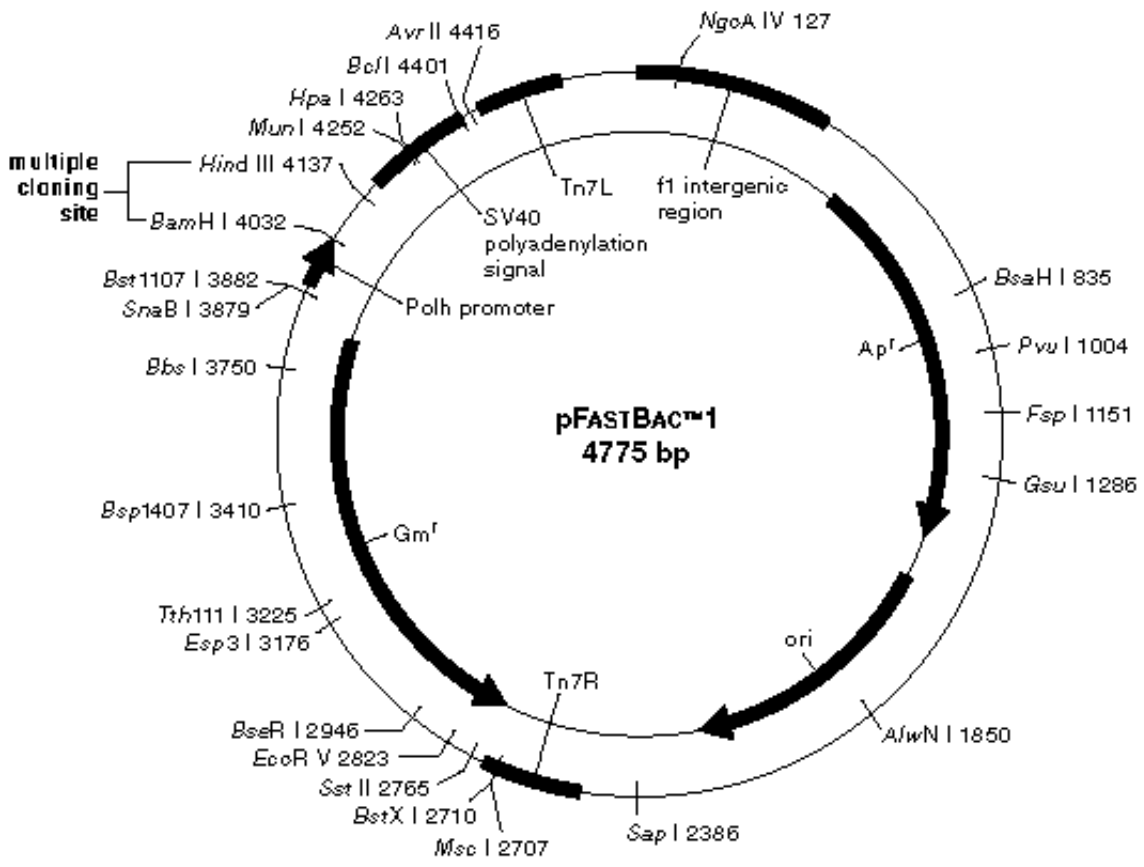 NgoA IV 127
Avr II 4416
Bcl I 4401
Hpa I 4263
Mun I 4252
multiple
cloning
site
Hind III 4137
BamH I 4032
Bst1107 I 3882
SnaB I 3879
Bbs I 3750
Bsp1407 I 3410
Tth111 I 3225
Esp3 I 3176
BseR I 2946
EcoR V 2823
Sst II 2765
BstX I 2710
Msc I 2707
Sap I 2386
AlwN I 1850
Gsu I 1286
Fsp I 1151
Pvu I 1004
BsaH I 835
Tn7L
f1 intergenic
region
SV40
polyadenylation
signal
Polh promoter
Apr
pFASTBAC™1
4775 bp
Gmr
ori
Tn7R